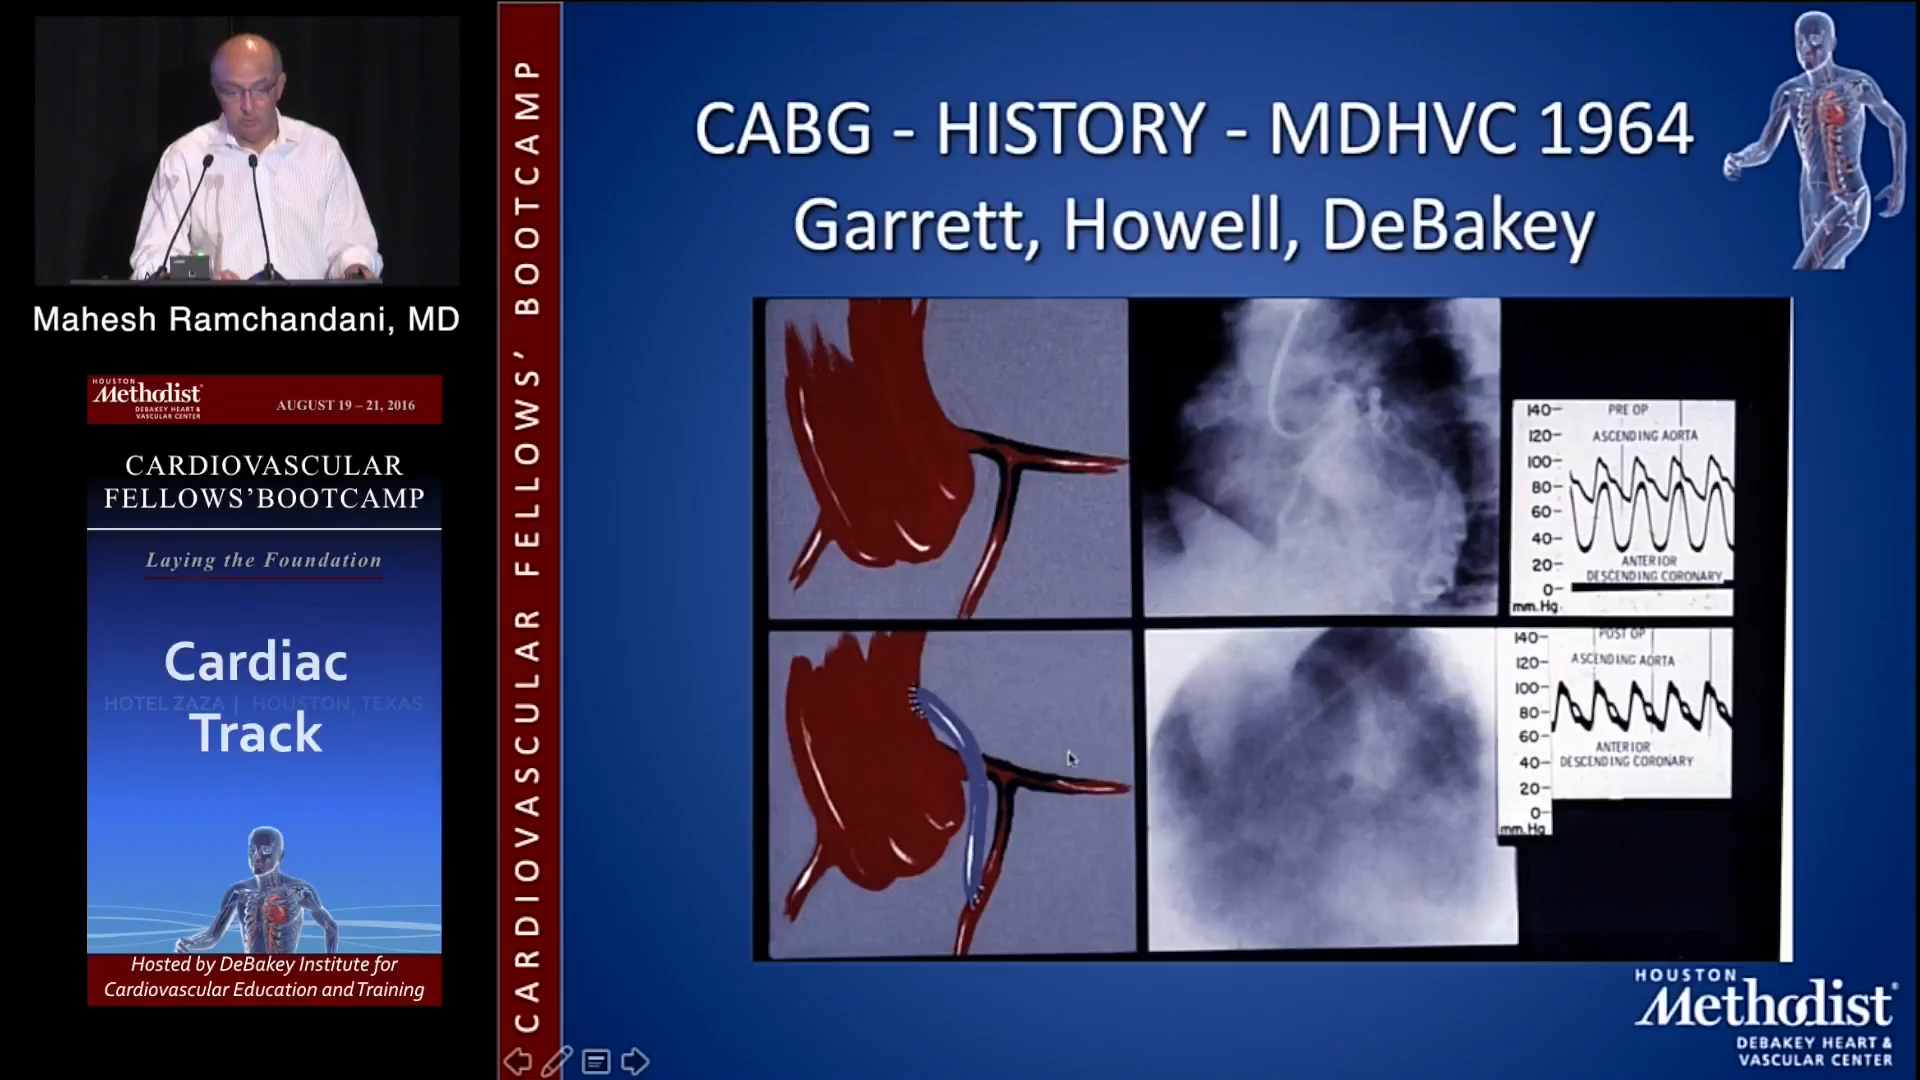 Mahesh Ramchandani, MD
HOUSTON
Methodist
DEBAKEY HEART &
VASCULAR CENTER
AUGUST 19 – 21, 2016
CARDIOVASCULAR
FELLOWS' BOOTCAMP
Laying the Foundation
Cardiac
HOTEL ZAZA | HOUSTON, TEXAS
Track
Hosted by DeBakey Institute for
Cardiovascular Education and Training
CARDIOVASCULAR FELLOWS' BOOTCAMP
CABG - HISTORY - MDHVC 1964
Garrett, Howell, DeBakey
140
PRE OP
120
ASCENDING AORTA
100
80
60
40
ANTERIOR
20
DESCENDING CORONARY
0
mm.Hg
140
POST OP
120
ASCENDING AORTA
100
80
60
ANTERIOR
40
DESCENDING CORONARY
20
0
mm.Hg
HOUSTON
Methodist
DEBAKEY HEART &
VASCULAR CENTER